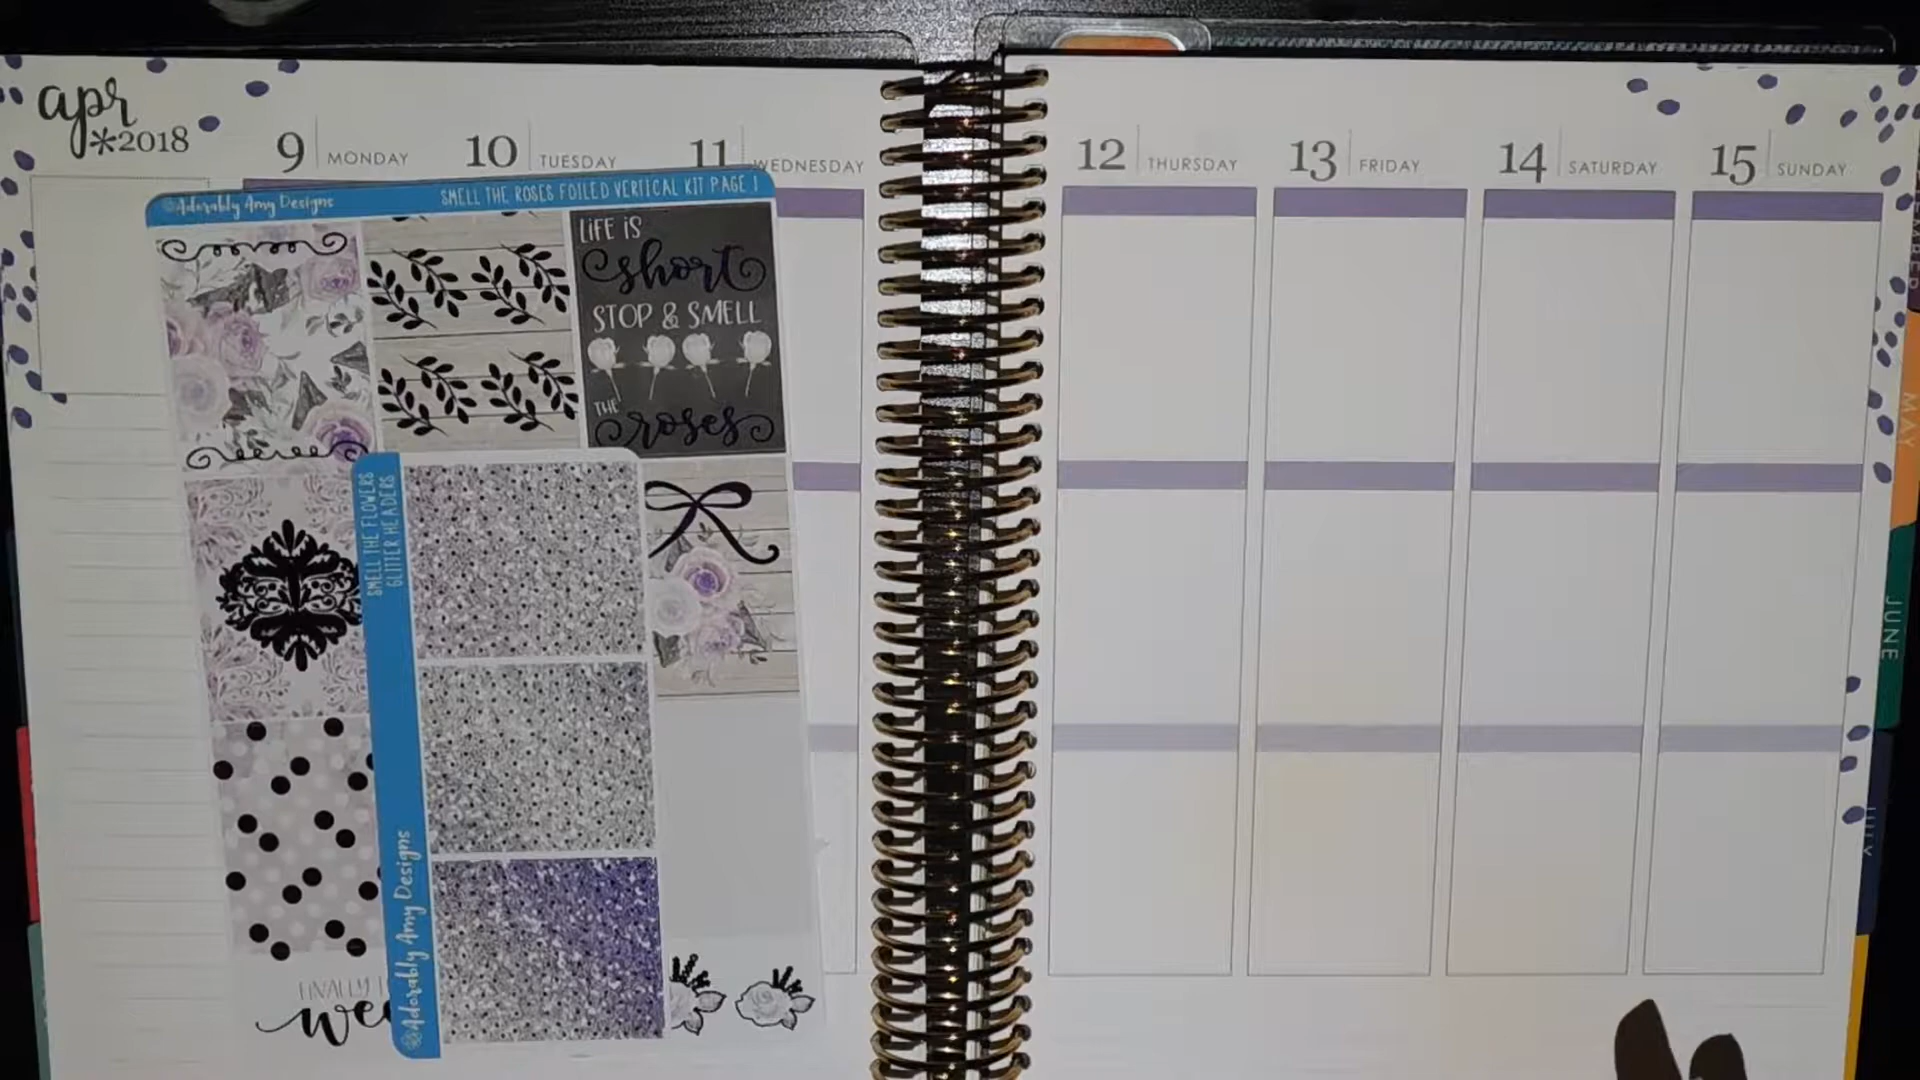 apr
*2018
9 MONDAY
10 TUESDAY
11 WEDNESDAY
12 THURSDAY
13 FRIDAY
14 SATURDAY
15 SUNDAY
©Adorably Amy Designs
SMELL THE ROSES FOILED VERTICAL KIT PAGE 1
LIFE IS
short
STOP & SMELL
THE
roses
SMELL THE FLOWERS
GLITTER HEADERS
Adorably Amy Designs
FINALLY
MAY
JUNE
JULY